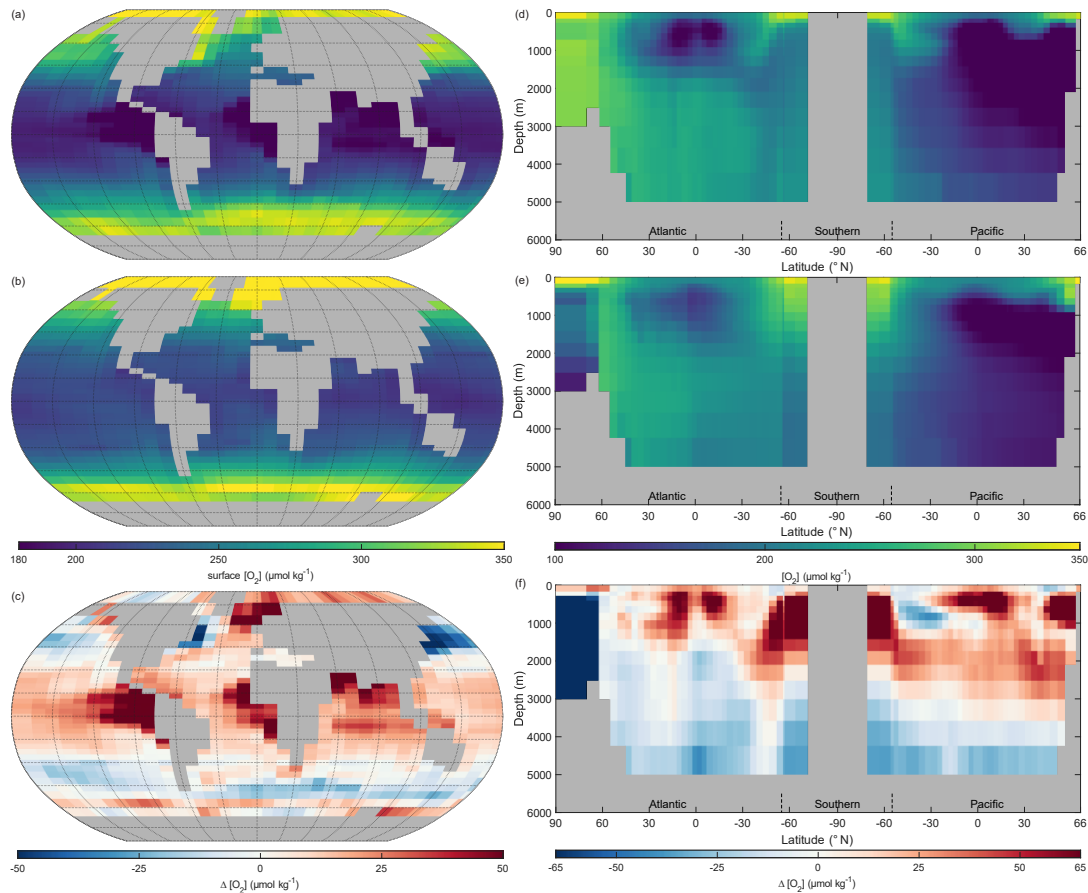 (a)
(b)
180 200 250 300 350
surface [O₂] (μmol kg⁻¹)
(c)
-50 -25 0 25 50
Δ [O₂] (μmol kg⁻¹)
(d)
0
1000
2000
3000
4000
5000
6000
Depth (m)
Atlantic Southern Pacific
90 60 30 0 -30 -60 -60 -30 0 30 66
Latitude (° N)
(e)
0
1000
2000
3000
4000
5000
6000
Depth (m)
Atlantic Southern Pacific
90 60 30 0 -30 -60 -60 -30 0 30 66
Latitude (° N)
100 200 300 350
[O₂] (μmol kg⁻¹)
(f)
0
1000
2000
3000
4000
5000
6000
Depth (m)
Atlantic Southern Pacific
90 60 30 0 -30 -60 -60 -30 0 30 66
Latitude (° N)
-65 -50 -25 0 25 50 65
Δ [O₂] (μmol kg⁻¹)